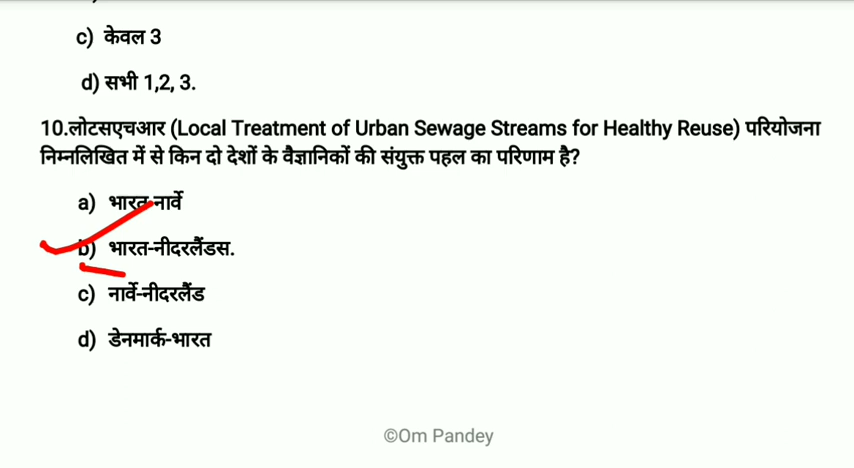 c) केवल 3
d) सभी 1,2, 3.
10.लोटसएचआर (Local Treatment of Urban Sewage Streams for Healthy Reuse) परियोजना
निम्नलिखित में से किन दो देशों के वैज्ञानिकों की संयुक्त पहल का परिणाम है?
a) भारत-नार्वे
b) भारत-नीदरलैंडस.
c) नार्वे-नीदरलैंड
d) डेनमार्क-भारत
©Om Pandey